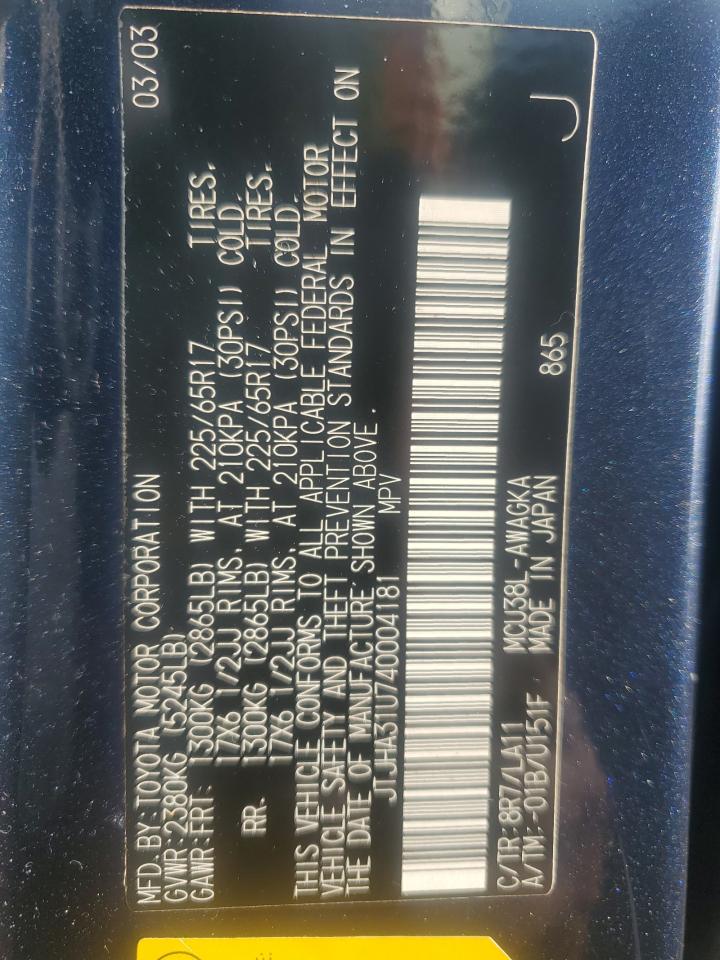 MFD. BY: TOYOTA MOTOR CORPORATION 03/03
GVWR: 2380KG (5245LB)
GAWR: FRT: 1300KG (2865LB) WITH 225/65R17 TIRES,
17X6 1/2JJ RIMS, AT 210KPA (30PSI) COLD.
RR. 1300KG (2865LB) WITH 225/65R17 TIRES,
17X6 1/2JJ RIMS, AT 210KPA (30PSI) COLD.
THIS VEHICLE CONFORMS TO ALL APPLICABLE FEDERAL MOTOR
VEHICLE SAFETY AND THEFT PREVENTION STANDARDS IN EFFECT ON
THE DATE OF MANUFACTURE SHOWN ABOVE.
JTJHA31U740004181 MPV
C/TR: 8R7/LA11 MCU38L-AWAGKA
A/TM: -01B/U151F MADE IN JAPAN 865 J